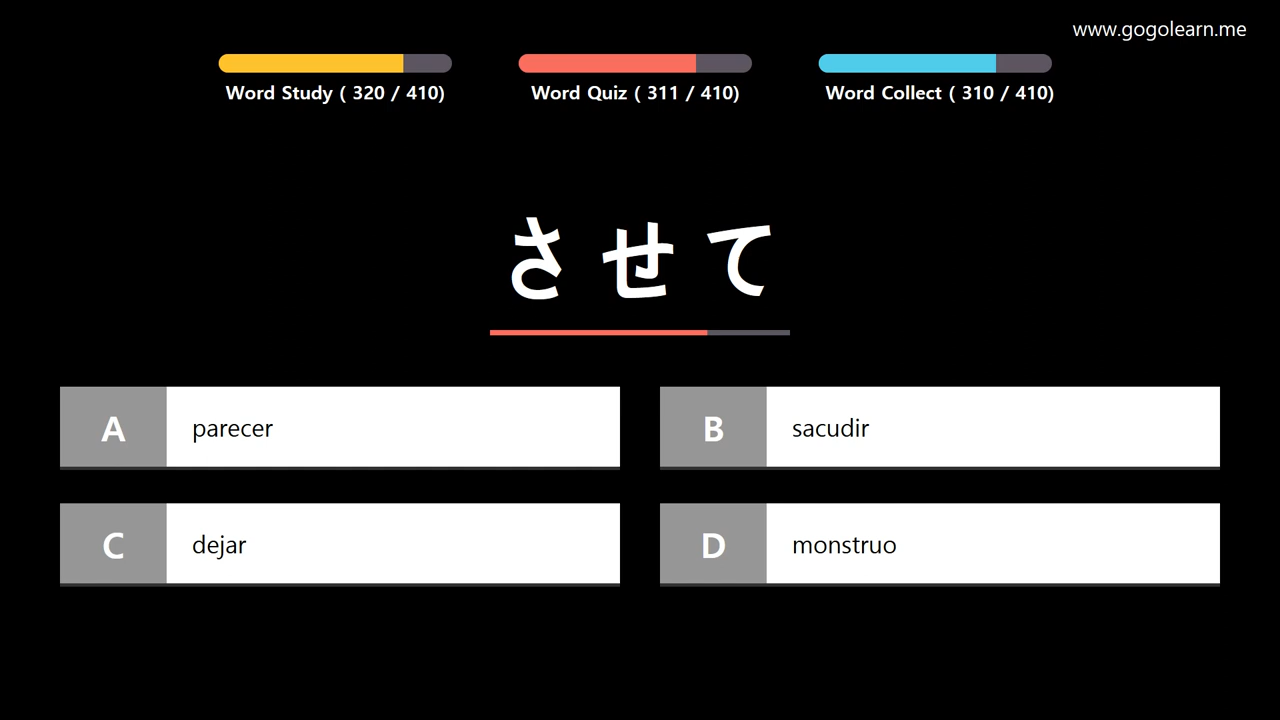 www.gogolearn.me
Word Study ( 320 / 410)
Word Quiz ( 311 / 410)
Word Collect ( 310 / 410)
させて
A parecer
B sacudir
C dejar
D monstruo